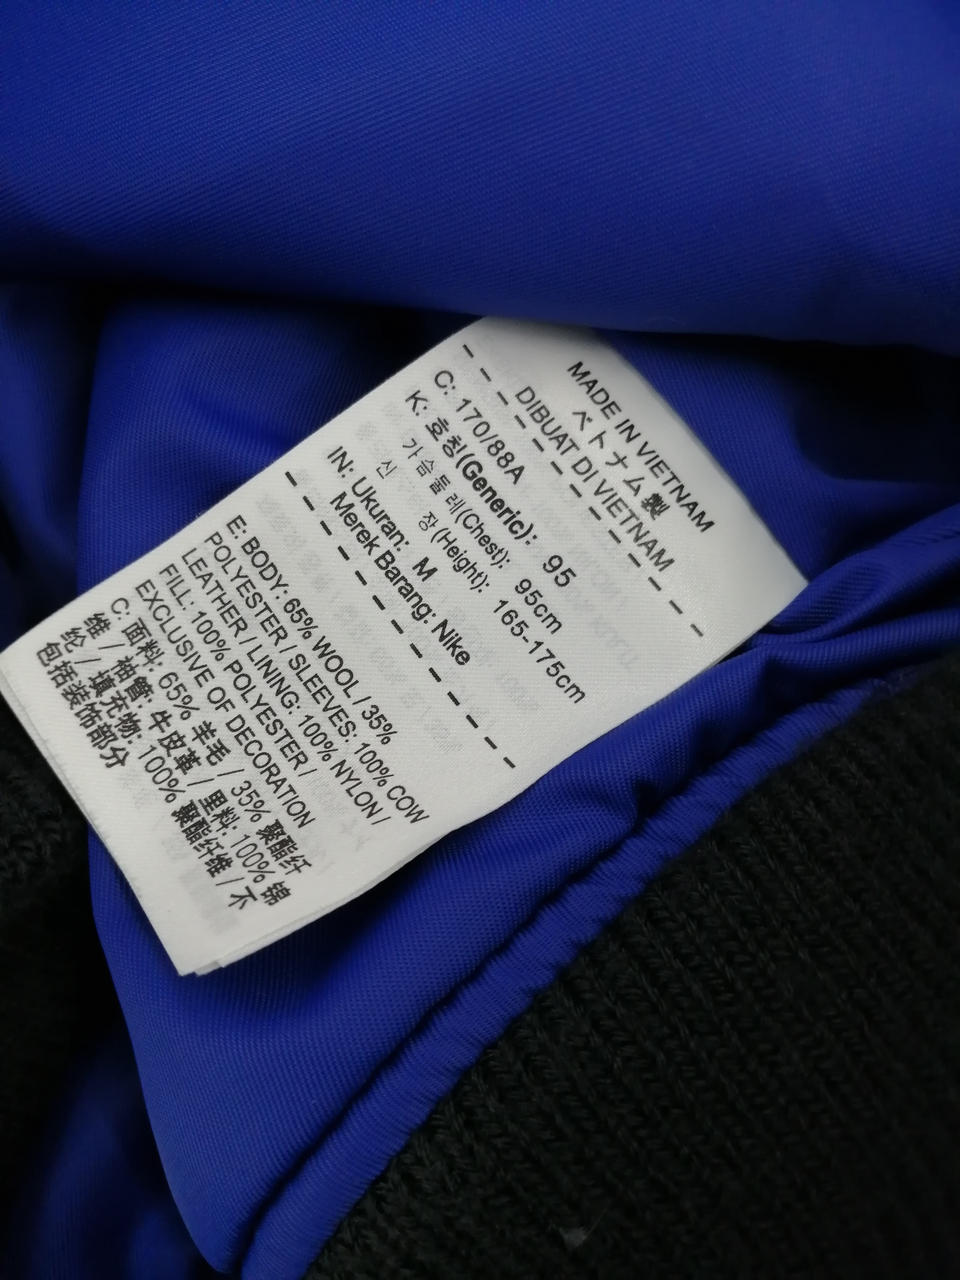 MADE IN VIETNAM
ベトナム製
DIBUAT DI VIETNAM
C: 170/88A
K: 호칭(Generic): 95
가슴둘레(Chest): 95cm
신 장(Height): 165-175cm
IN: Ukuran: M
Merek Barang: Nike
E: BODY: 65% WOOL / 35%
POLYESTER / SLEEVES: 100% COW
LEATHER / LINING: 100% NYLON /
FILL: 100% POLYESTER /
EXCLUSIVE OF DECORATION
C: 面料: 65% 羊毛 / 35% 聚酯纤
维 / 袖管: 牛皮革 / 里料: 100% 锦
纶 / 填充物: 100% 聚酯纤维 / 不
包括装饰部分